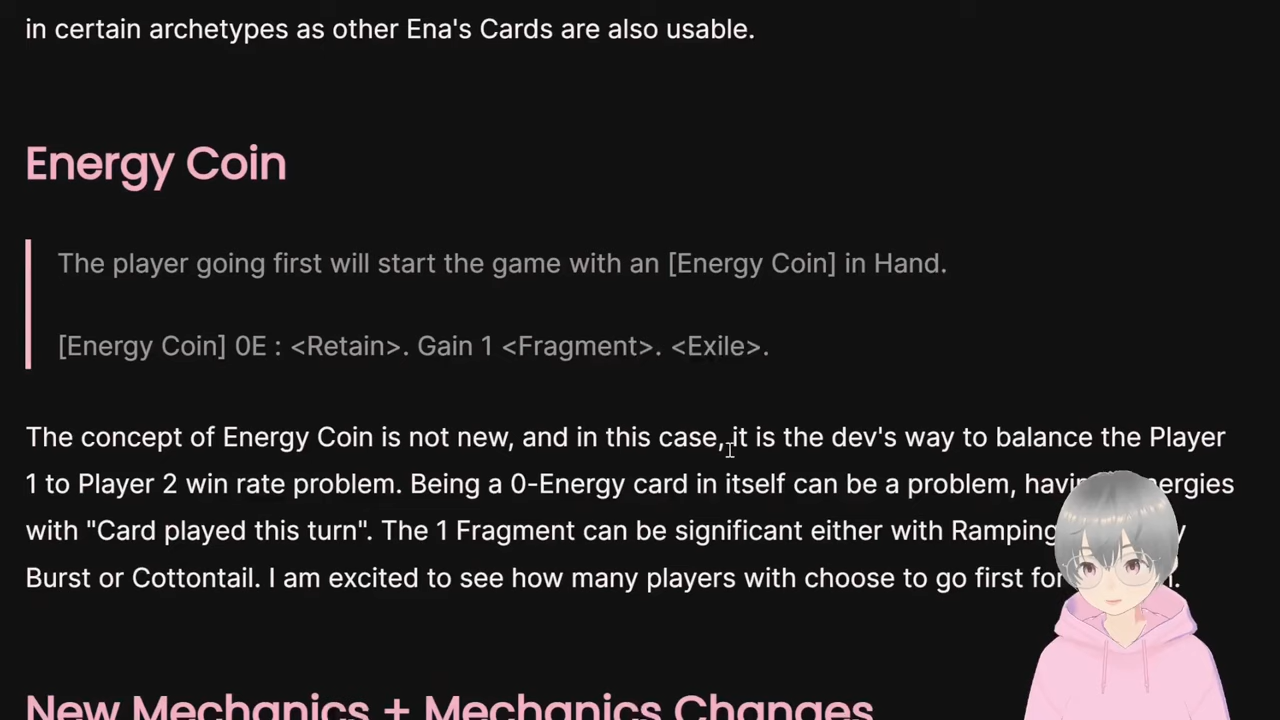 in certain archetypes as other Ena's Cards are also usable.
Energy Coin
The player going first will start the game with an [Energy Coin] in Hand.
[Energy Coin] 0E : <Retain>. Gain 1 <Fragment>. <Exile>.
The concept of Energy Coin is not new, and in this case, it is the dev's way to balance the Player
1 to Player 2 win rate problem. Being a 0-Energy card in itself can be a problem,
with "Card played this turn". The 1 Fragment can be significant either with Ramping
Burst or Cottontail. I am excited to see how many players with choose to go first
New Mechanics + Mechanics Changes